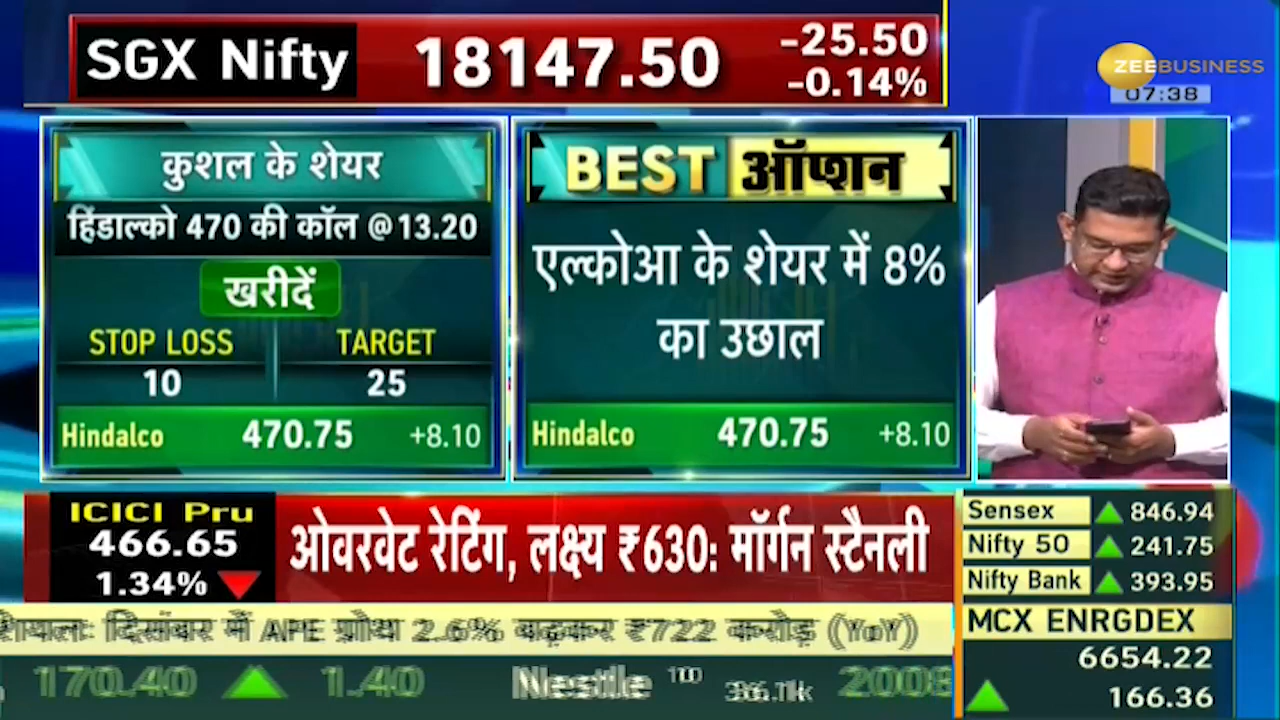 SGX Nifty
18147.50
-25.50
-0.14%
ZEEBUSINESS
07:38
कुशल के शेयर
हिंडाल्को 470 की कॉल @ 13.20
खरीदें
STOP LOSS
TARGET
10
25
Hindalco 470.75 +8.10
BEST ऑप्शन
एल्कोआ के शेयर में 8%
का उछाल
Hindalco 470.75 +8.10
ICICI Pru
466.65
1.34%
ओवरवेट रेटिंग, लक्ष्य ₹630: मॉर्गन स्टैनली
Sensex 846.94
Nifty 50 241.75
Nifty Bank 393.95
MCX ENRGDEX
6654.22
166.36
दिसंबर में APE ग्रोथ 2.6% बढ़कर ₹722 करोड़ (YoY)
170.40 1.40 Nestle 100